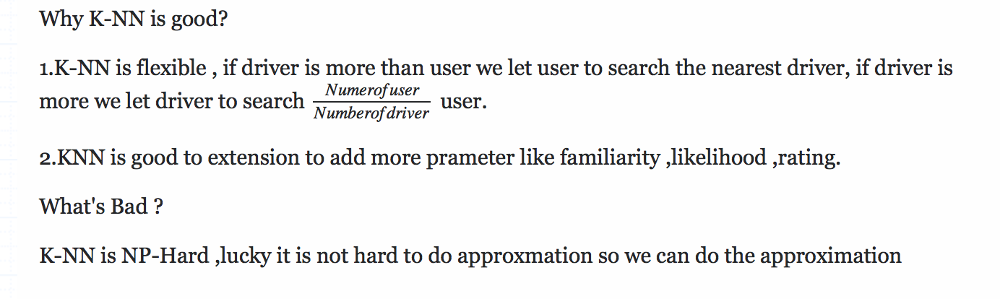 Why K-NN is good?
1.K-NN is flexible , if driver is more than user we let user to search the nearest driver, if driver is
more we let driver to search Numerofuser/Numberofdriver user.
2.KNN is good to extension to add more prameter like familiarity ,likelihood ,rating.
What's Bad ?
K-NN is NP-Hard ,lucky it is not hard to do approxmation so we can do the approximation